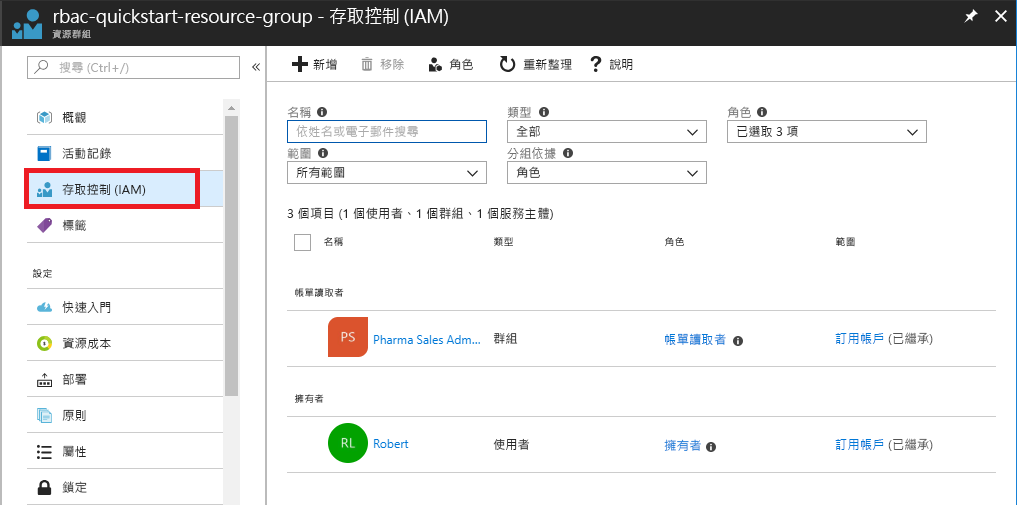 rbac-quickstart-resource-group - 存取控制 (IAM)
資源群組
搜尋 (Ctrl+/)
概觀
活動記錄
存取控制 (IAM)
標籤
設定
快速入門
資源成本
部署
原則
屬性
鎖定
新增 移除 角色 重新整理 說明
名稱 類型 角色
依姓名或電子郵件搜尋 全部 已選取 3 項
範圍 分組依據
所有範圍 角色
3 個項目 (1 個使用者、1 個群組、1 個服務主體)
名稱 類型 角色 範圍
帳單讀取者
PS Pharma Sales Adm... 群組 帳單讀取者 訂用帳戶 (已繼承)
擁有者
RL Robert 使用者 擁有者 訂用帳戶 (已繼承)